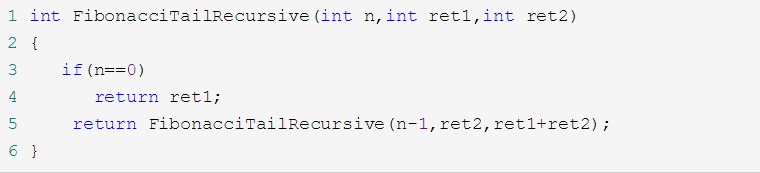 1 int FibonacciTailRecursive(int n,int ret1,int ret2)
2 {
3    if(n==0)
4       return ret1;
5     return FibonacciTailRecursive(n-1,ret2,ret1+ret2);
6 }